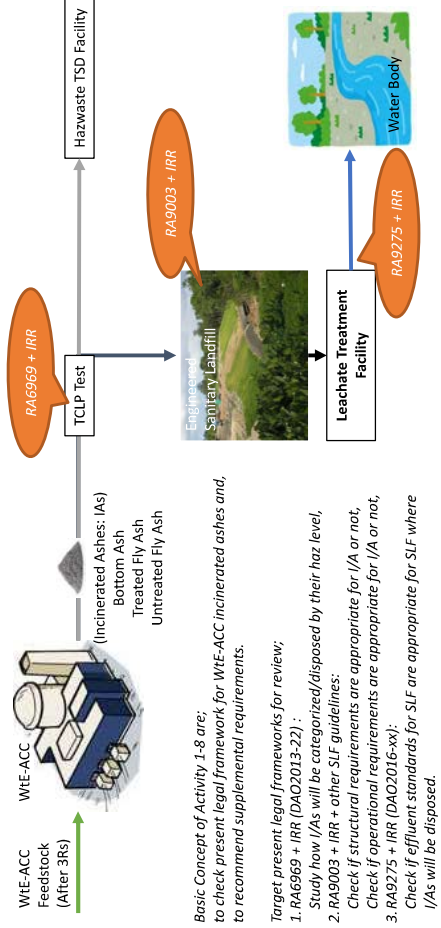 WtE-ACC
Feedstock
(After 3Rs)
WtE-ACC
(Incinerated Ashes: IAs)
Bottom Ash
Treated Fly Ash
Untreated Fly Ash
RA6969 + IRR
TCLP Test
Hazwaste TSD Facility
RA9003 + IRR
Engineered
Sanitary Landfill
Leachate Treatment
Facility
RA9275 + IRR
Water Body
Basic Concept of Activity 1-8 are;
to check present legal framework for WtE-ACC incinerated ashes and,
to recommend supplemental requirements.
Target present legal frameworks for review;
1. RA6969 + IRR (DAO2013-22) :
Study how I/As will be categorized/disposed by their haz level,
2. RA9003 + IRR + other SLF guidelines:
Check if structural requirements are appropriate for I/A or not,
Check if operational requirements are appropriate for I/A or not,
3. RA9275 + IRR (DAO2016-xx):
Check if effluent standards for SLF are appropriate for SLF where
I/As will be disposed.